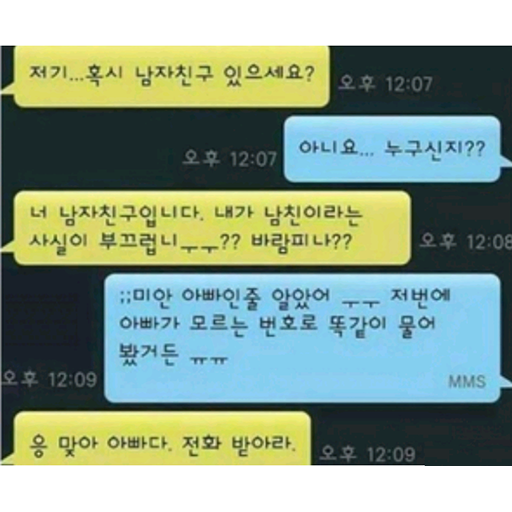 저기...혹시 남자친구 있으세요?
오후 12:07
아니요... 누구신지??
오후 12:07
너 남자친구입니다. 내가 남친이라는
사실이 부끄럽니ㅜㅜ?? 바람피나??
오후 12:08
;;미안 아빠인줄 알았어 ㅜㅜ 저번에
아빠가 모르는 번호로 똑같이 물어
봤거든 ㅠㅠ
MMS
오후 12:09
응 맞아 아빠다. 전화 받아라.
오후 12:09